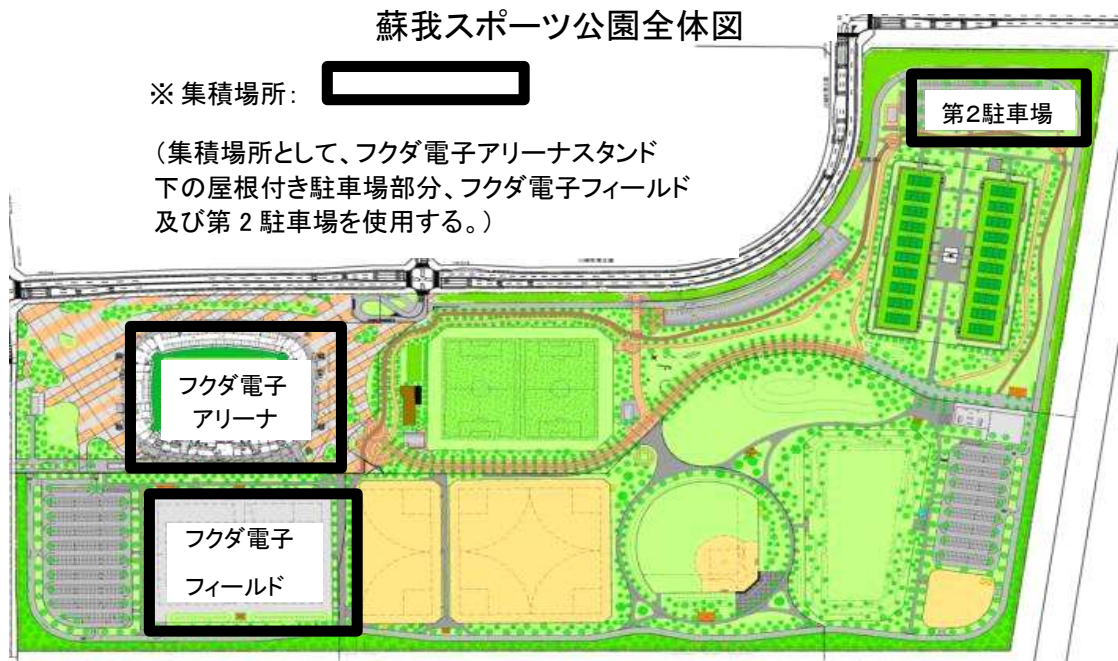 蘇我スポーツ公園全体図
※ 集積場所：
（集積場所として、フクダ電子アリーナスタンド
下の屋根付き駐車場部分、フクダ電子フィールド
及び第 2 駐車場を使用する。）
第2駐車場
フクダ電子
アリーナ
フクダ電子
フィールド